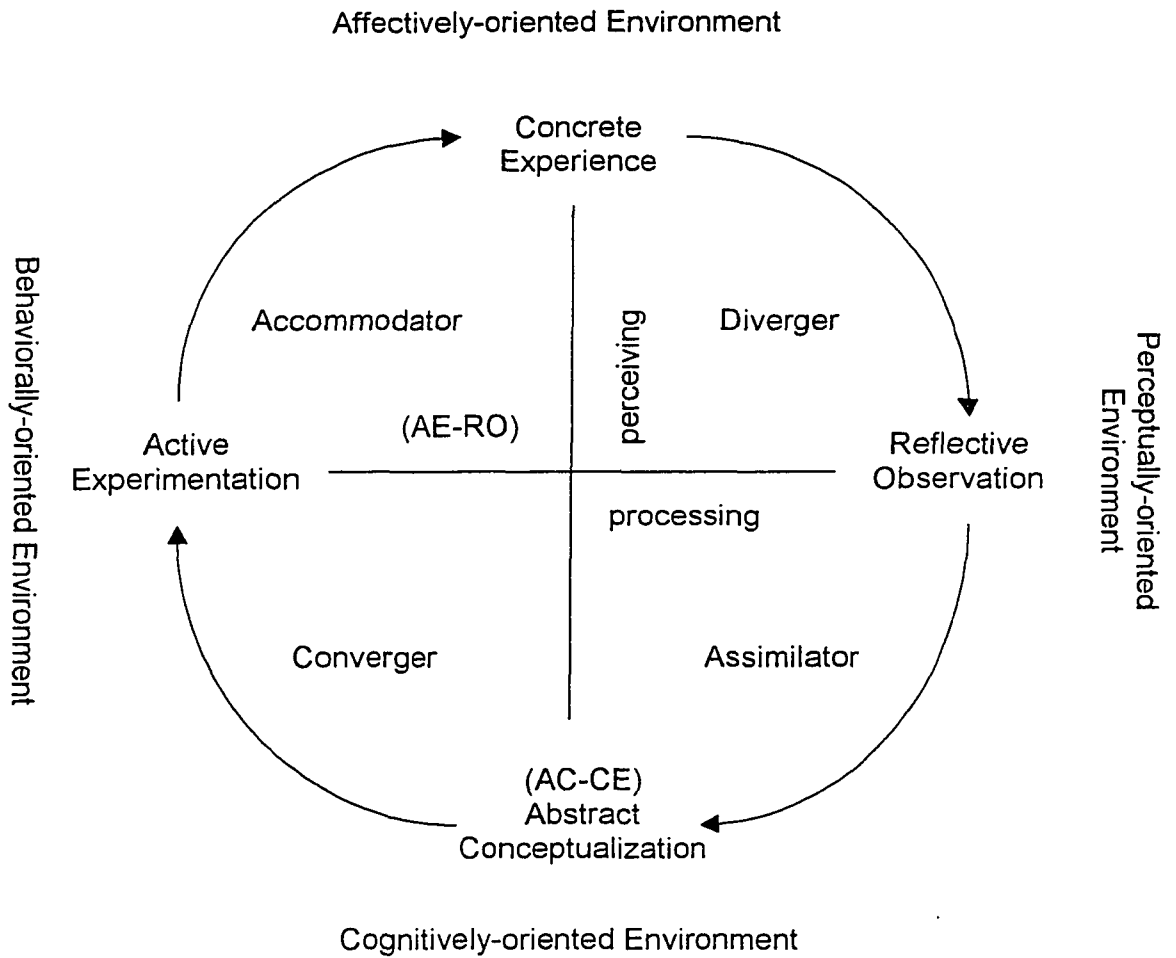 Affectively-oriented Environment
Concrete
Experience
Behaviorally-oriented Environment
Accommodator
perceiving
Diverger
Perceptually-oriented
Environment
(AE-RO)
Active
Experimentation
Reflective
Observation
processing
Converger
Assimilator
(AC-CE)
Abstract
Conceptualization
Cognitively-oriented Environment